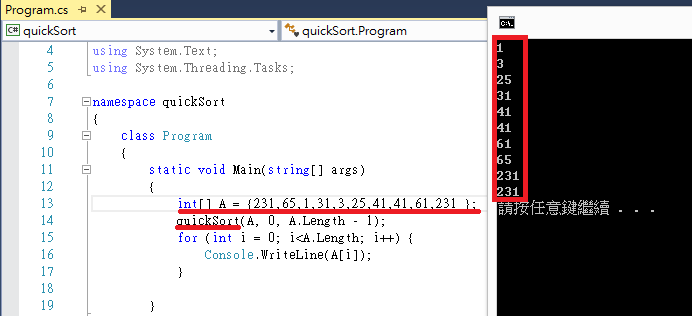 Program.cs
quickSort
quickSort.Program
4 using System.Text;
5 using System.Threading.Tasks;
6
7 namespace quickSort
8 {
9 class Program
10 {
11 static void Main(string[] args)
12 {
13 int[] A = {231,65,1,31,3,25,41,41,61,231 };
14 quickSort(A, 0, A.Length - 1);
15 for (int i = 0; i<A.Length; i++) {
16 Console.WriteLine(A[i]);
17 }
18
19 }
C:\.
1
3
25
31
41
41
61
65
231
231
請按任意鍵繼續 . . .